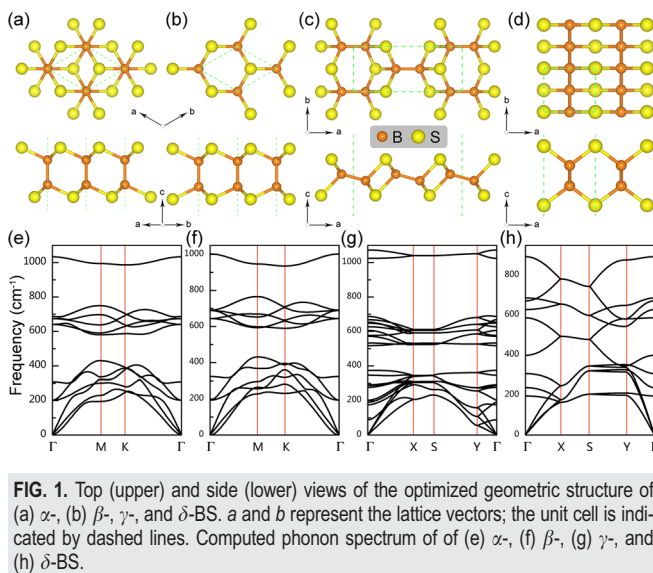 (a) (b) (c) (d)
a b
b
a
b
a
B S
c
a b
c
a
c
a
(e) (f) (g) (h)
Frequency (cm⁻¹)
1000
800
600
400
200
0
Γ M K Γ
1000
800
600
400
200
0
Γ M K Γ
1000
800
600
400
200
0
Γ X S Y Γ
800
600
400
200
0
Γ X S Y Γ
FIG. 1. Top (upper) and side (lower) views of the optimized geometric structure of
(a) α-, (b) β-, γ-, and δ-BS. a and b represent the lattice vectors; the unit cell is indi-
cated by dashed lines. Computed phonon spectrum of of (e) α-, (f) β-, (g) γ-, and
(h) δ-BS.